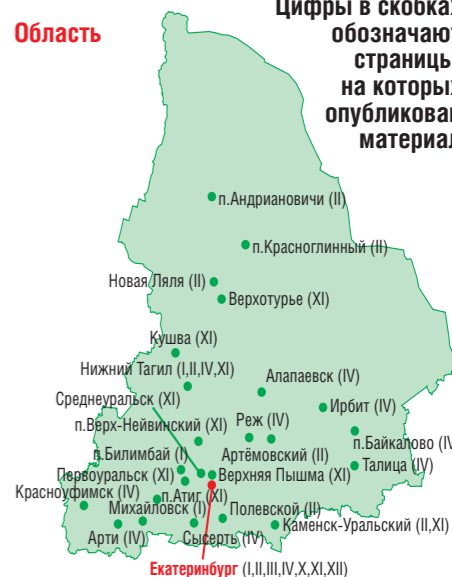 Область
Цифры в скобках
обозначают
страницы
на которых
опубликован
материал
п.Андриановичи (II)
п.Красноглинный (II)
Новая Ляля (II)
Верхотурье (XI)
Кушва (XI)
Нижний Тагил (I,II,IV,XI)
Алапаевск (IV)
Среднеуральск (XI)
Ирбит (IV)
п.Верх-Нейвинский (XI)
Реж (IV)
Артёмовский (II)
п.Байкалово (IV
п.Билимбай (I)
Талица (IV)
Первоуральск (XI)
Верхняя Пышма (XI)
Красноуфимск (IV)
п.Атиг (XI)
Михайловск (I)
Полевской (II)
Каменск-Уральский (II,XI)
Арти (IV)
Сысерть (IV)
Екатеринбург (I,II,III,IV,X,XI,XII)